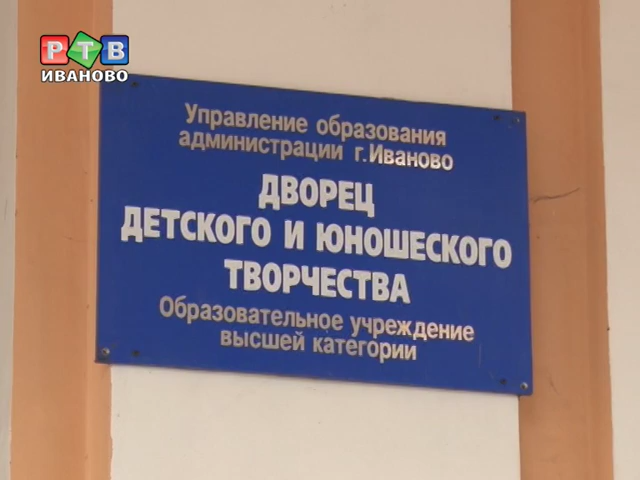 РТВ
ИВАНОВО
Управление образования
администрации г.Иваново
ДВОРЕЦ
ДЕТСКОГО И ЮНОШЕСКОГО
ТВОРЧЕСТВА
Образовательное учреждение
высшей категории